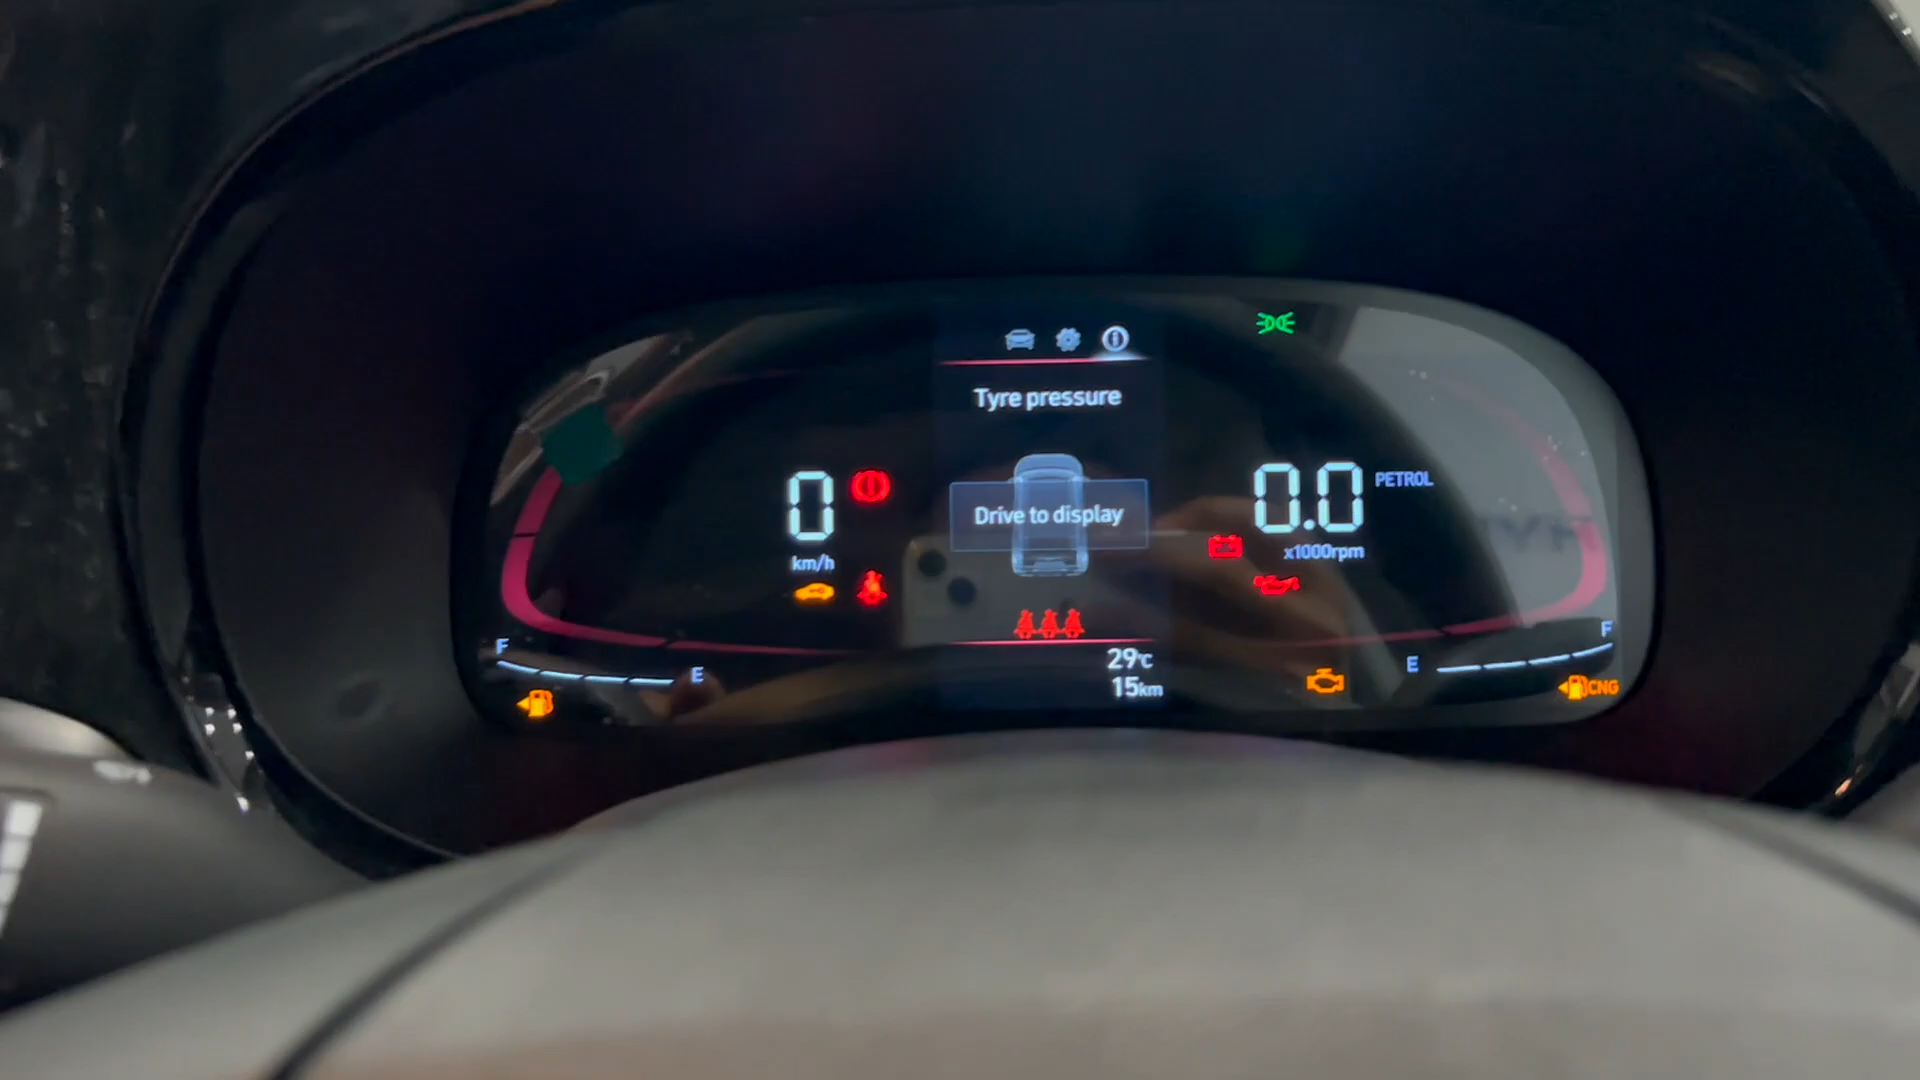 Tyre pressure
0
km/h
Drive to display
0.0
PETROL
x1000rpm
F
E
29°C
15km
E
F
CNG